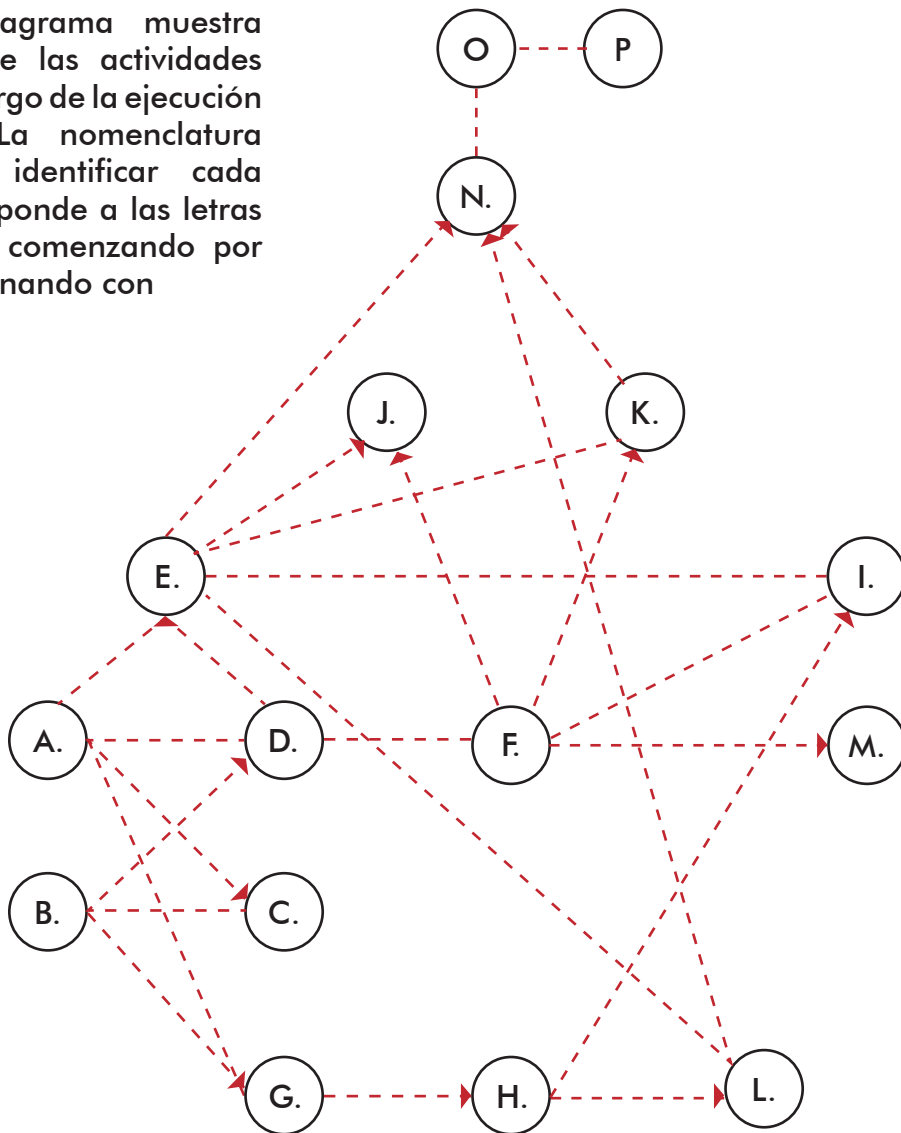 agrama muestra
e las actividades
rgo de la ejecución
La nomenclatura
identificar cada
ponde a las letras
comenzando por
nando con
O P
N.
J. K.
E. I.
A. D. F. M.
B. C.
G. H. L.